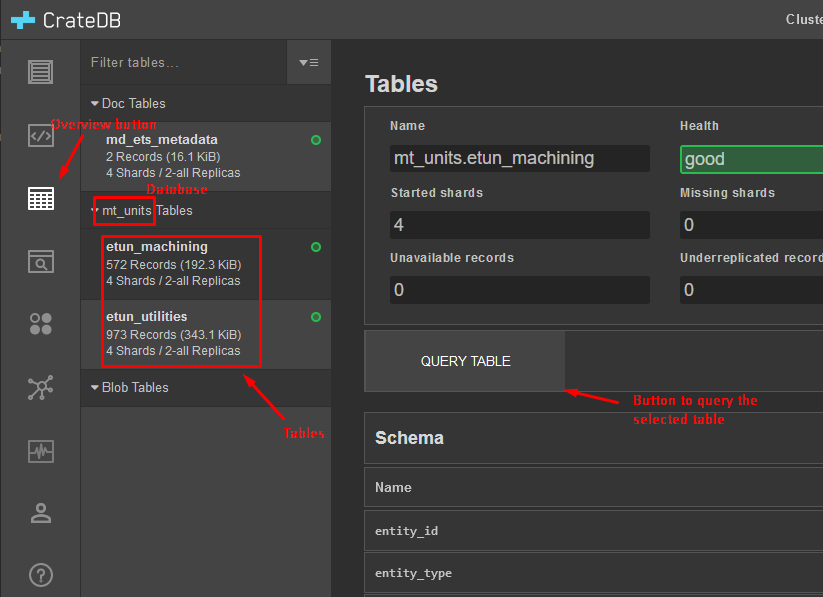 CrateDB
Cluste
Filter tables...
Overview button
Doc Tables
md_ets_metadata
2 Records (16.1 KiB)
4 Shards / 2-all Replicas
Database
mt_units Tables
etun_machining
572 Records (192.3 KiB)
4 Shards / 2-all Replicas
etun_utilities
973 Records (343.1 KiB)
4 Shards / 2-all Replicas
Blob Tables
Tables
Tables
Name
Health
mt_units.etun_machining
good
Started shards
Missing shards
4
0
Unavailable records
Underreplicated record
0
0
QUERY TABLE
Button to query the
selected table
Schema
Name
entity_id
entity_type